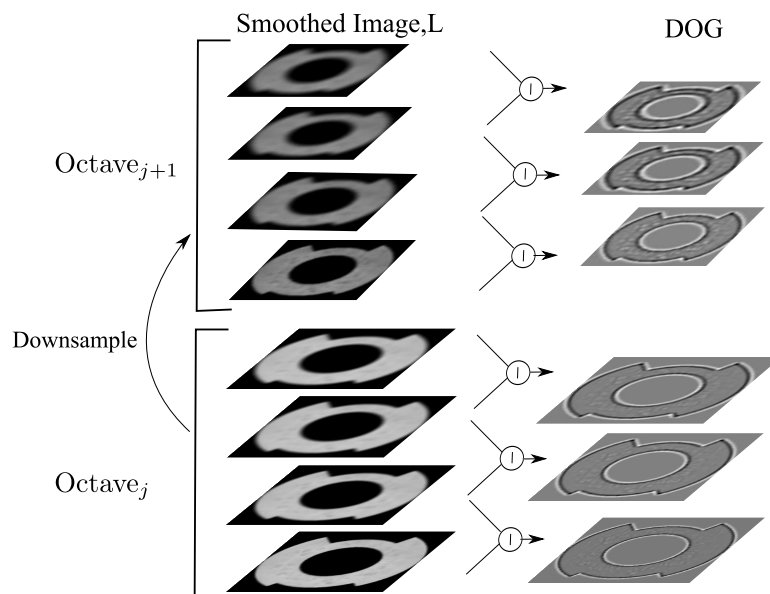 Smoothed Image,L
DOG
Octave_{j+1}
Downsample
Octave_j